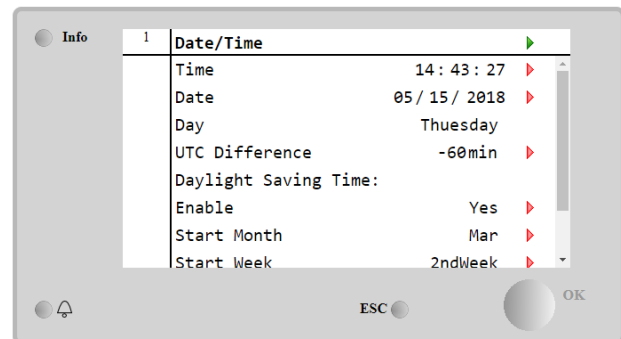 Info
1 Date/Time
Time 14:43:27
Date 05/15/2018
Day Thuesday
UTC Difference -60min
Daylight Saving Time:
Enable Yes
Start Month Mar
Start Week 2ndWeek
ESC
OK